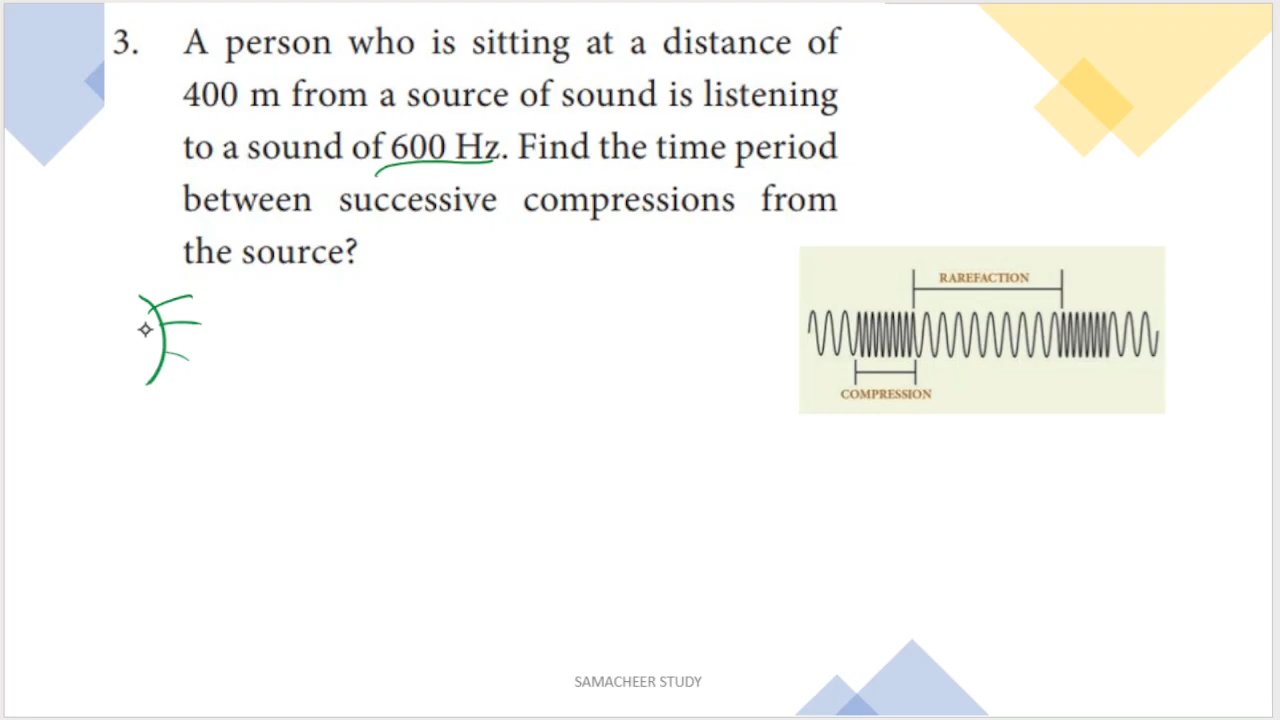 3. A person who is sitting at a distance of
400 m from a source of sound is listening
to a sound of 600 Hz. Find the time period
between successive compressions from
the source?
RAREFACTION
COMPRESSION
SAMACHEER STUDY